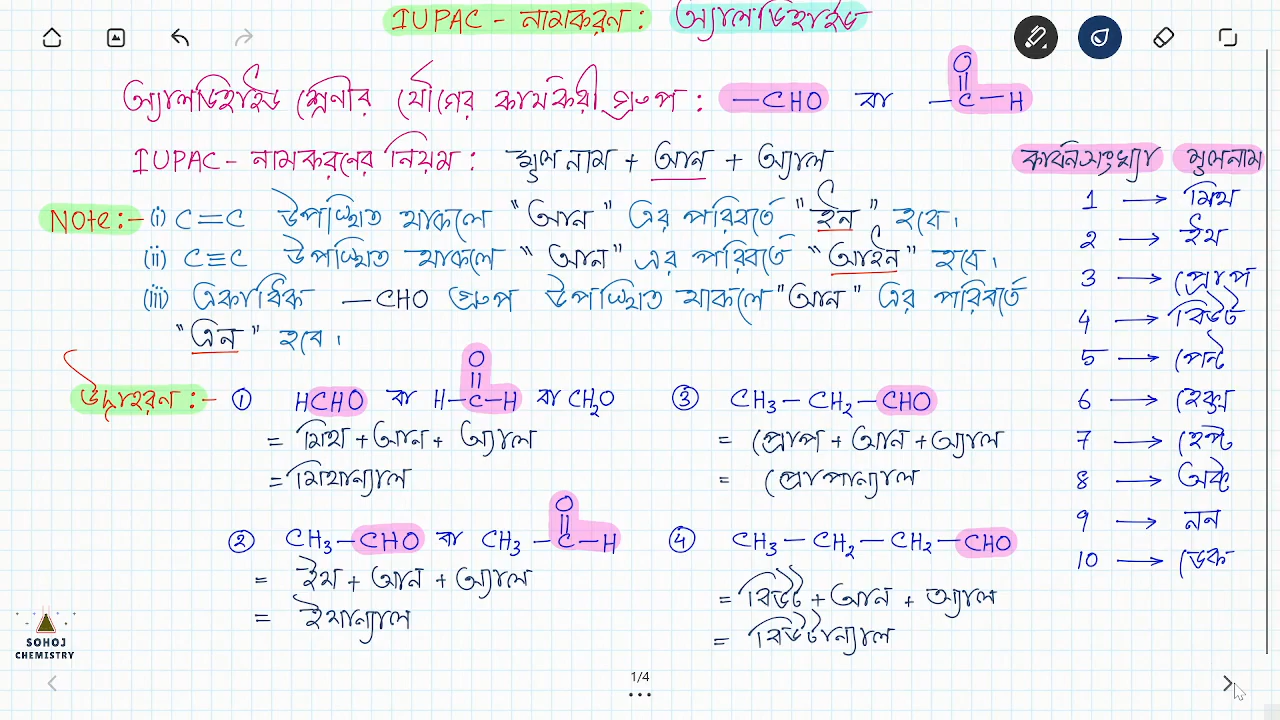 IUPAC - নামকরন : অ্যালডিহাইড
অ্যালডিহাইড শ্রেনীর যৌগের কার্যকরী গ্রুপ : —CHO বা
O
— C — H
IUPAC - নামকরনের নিয়ম : মূল নাম + আন + অ্যাল
Note :- (i) C=C উপস্থিত থাকলে "আন" এর পরিবর্তে "ইন" হবে।
(ii) C≡C উপস্থিত থাকলে "আন" এর পরিবর্তে "আইন" হবে।
(iii) একাধিক —CHO গ্রুপ উপস্থিত থাকলে "আন" এর পরিবর্তে
"এন" হবে।
কার্বন সংখ্যা মূলনাম
1 → মিথ
2 → ইথ
3 → প্রোপ
4 → বিউট
5 → পেন্ট
6 → হেক্স
7 → হেপ্ট
8 → অক্ট
9 → নন
10 → ডেক
উদাহরন :-
① HCHO বা H — C — H বা CH₂O
O
= মিথ + আন + অ্যাল
= মিথান্যাল
② CH₃ — CHO বা CH₃ — C — H
O
= ইথ + আন + অ্যাল
= ইথান্যাল
③ CH₃ — CH₂ — CHO
= প্রোপ + আন + অ্যাল
= প্রোপান্যাল
④ CH₃ — CH₂ — CH₂ — CHO
= বিউট + আন + অ্যাল
= বিউটান্যাল
SOHOJ
CHEMISTRY
1/4